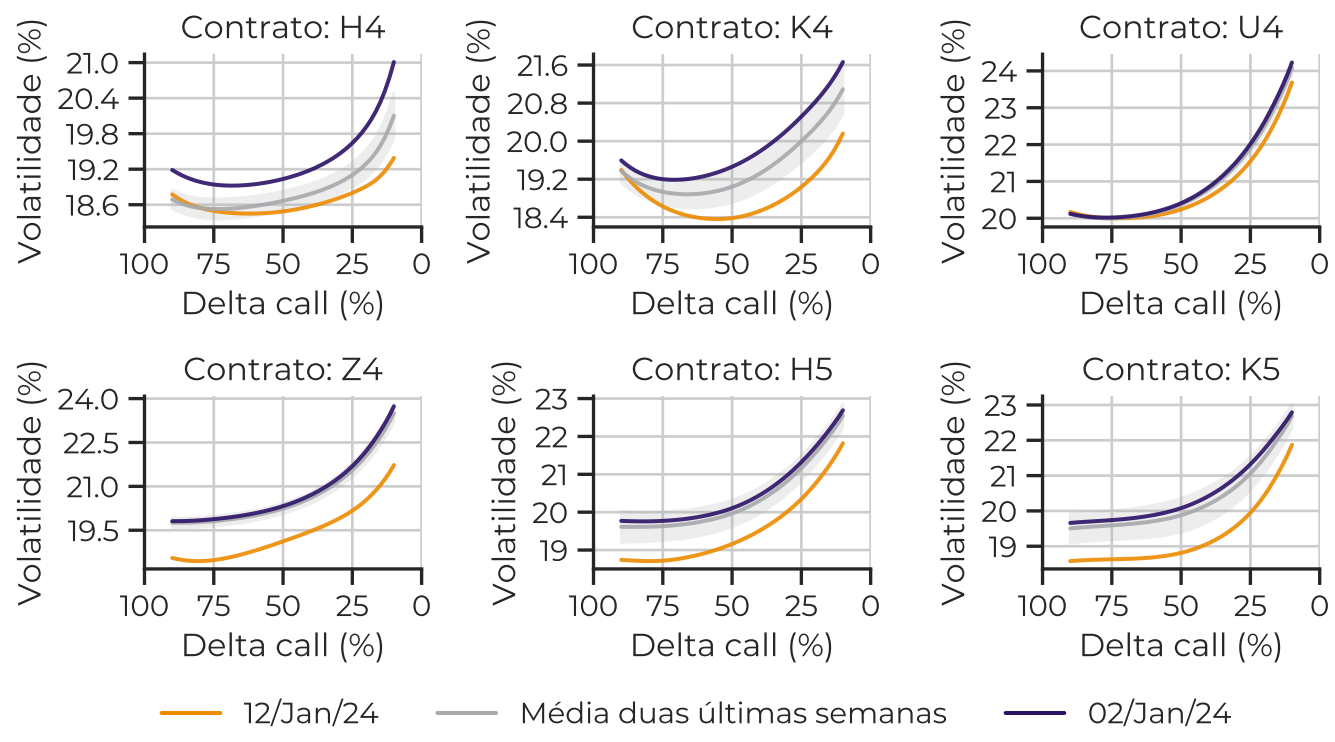 Contrato: H4
Volatilidade (%)
21.0
20.4
19.8
19.2
18.6
100 75 50 25 0
Delta call (%)
Contrato: K4
Volatilidade (%)
21.6
20.8
20.0
19.2
18.4
100 75 50 25 0
Delta call (%)
Contrato: U4
Volatilidade (%)
24
23
22
21
20
100 75 50 25 0
Delta call (%)
Contrato: Z4
Volatilidade (%)
24.0
22.5
21.0
19.5
100 75 50 25 0
Delta call (%)
Contrato: H5
Volatilidade (%)
23
22
21
20
19
100 75 50 25 0
Delta call (%)
Contrato: K5
Volatilidade (%)
23
22
21
20
19
100 75 50 25 0
Delta call (%)
12/Jan/24 Média duas últimas semanas 02/Jan/24